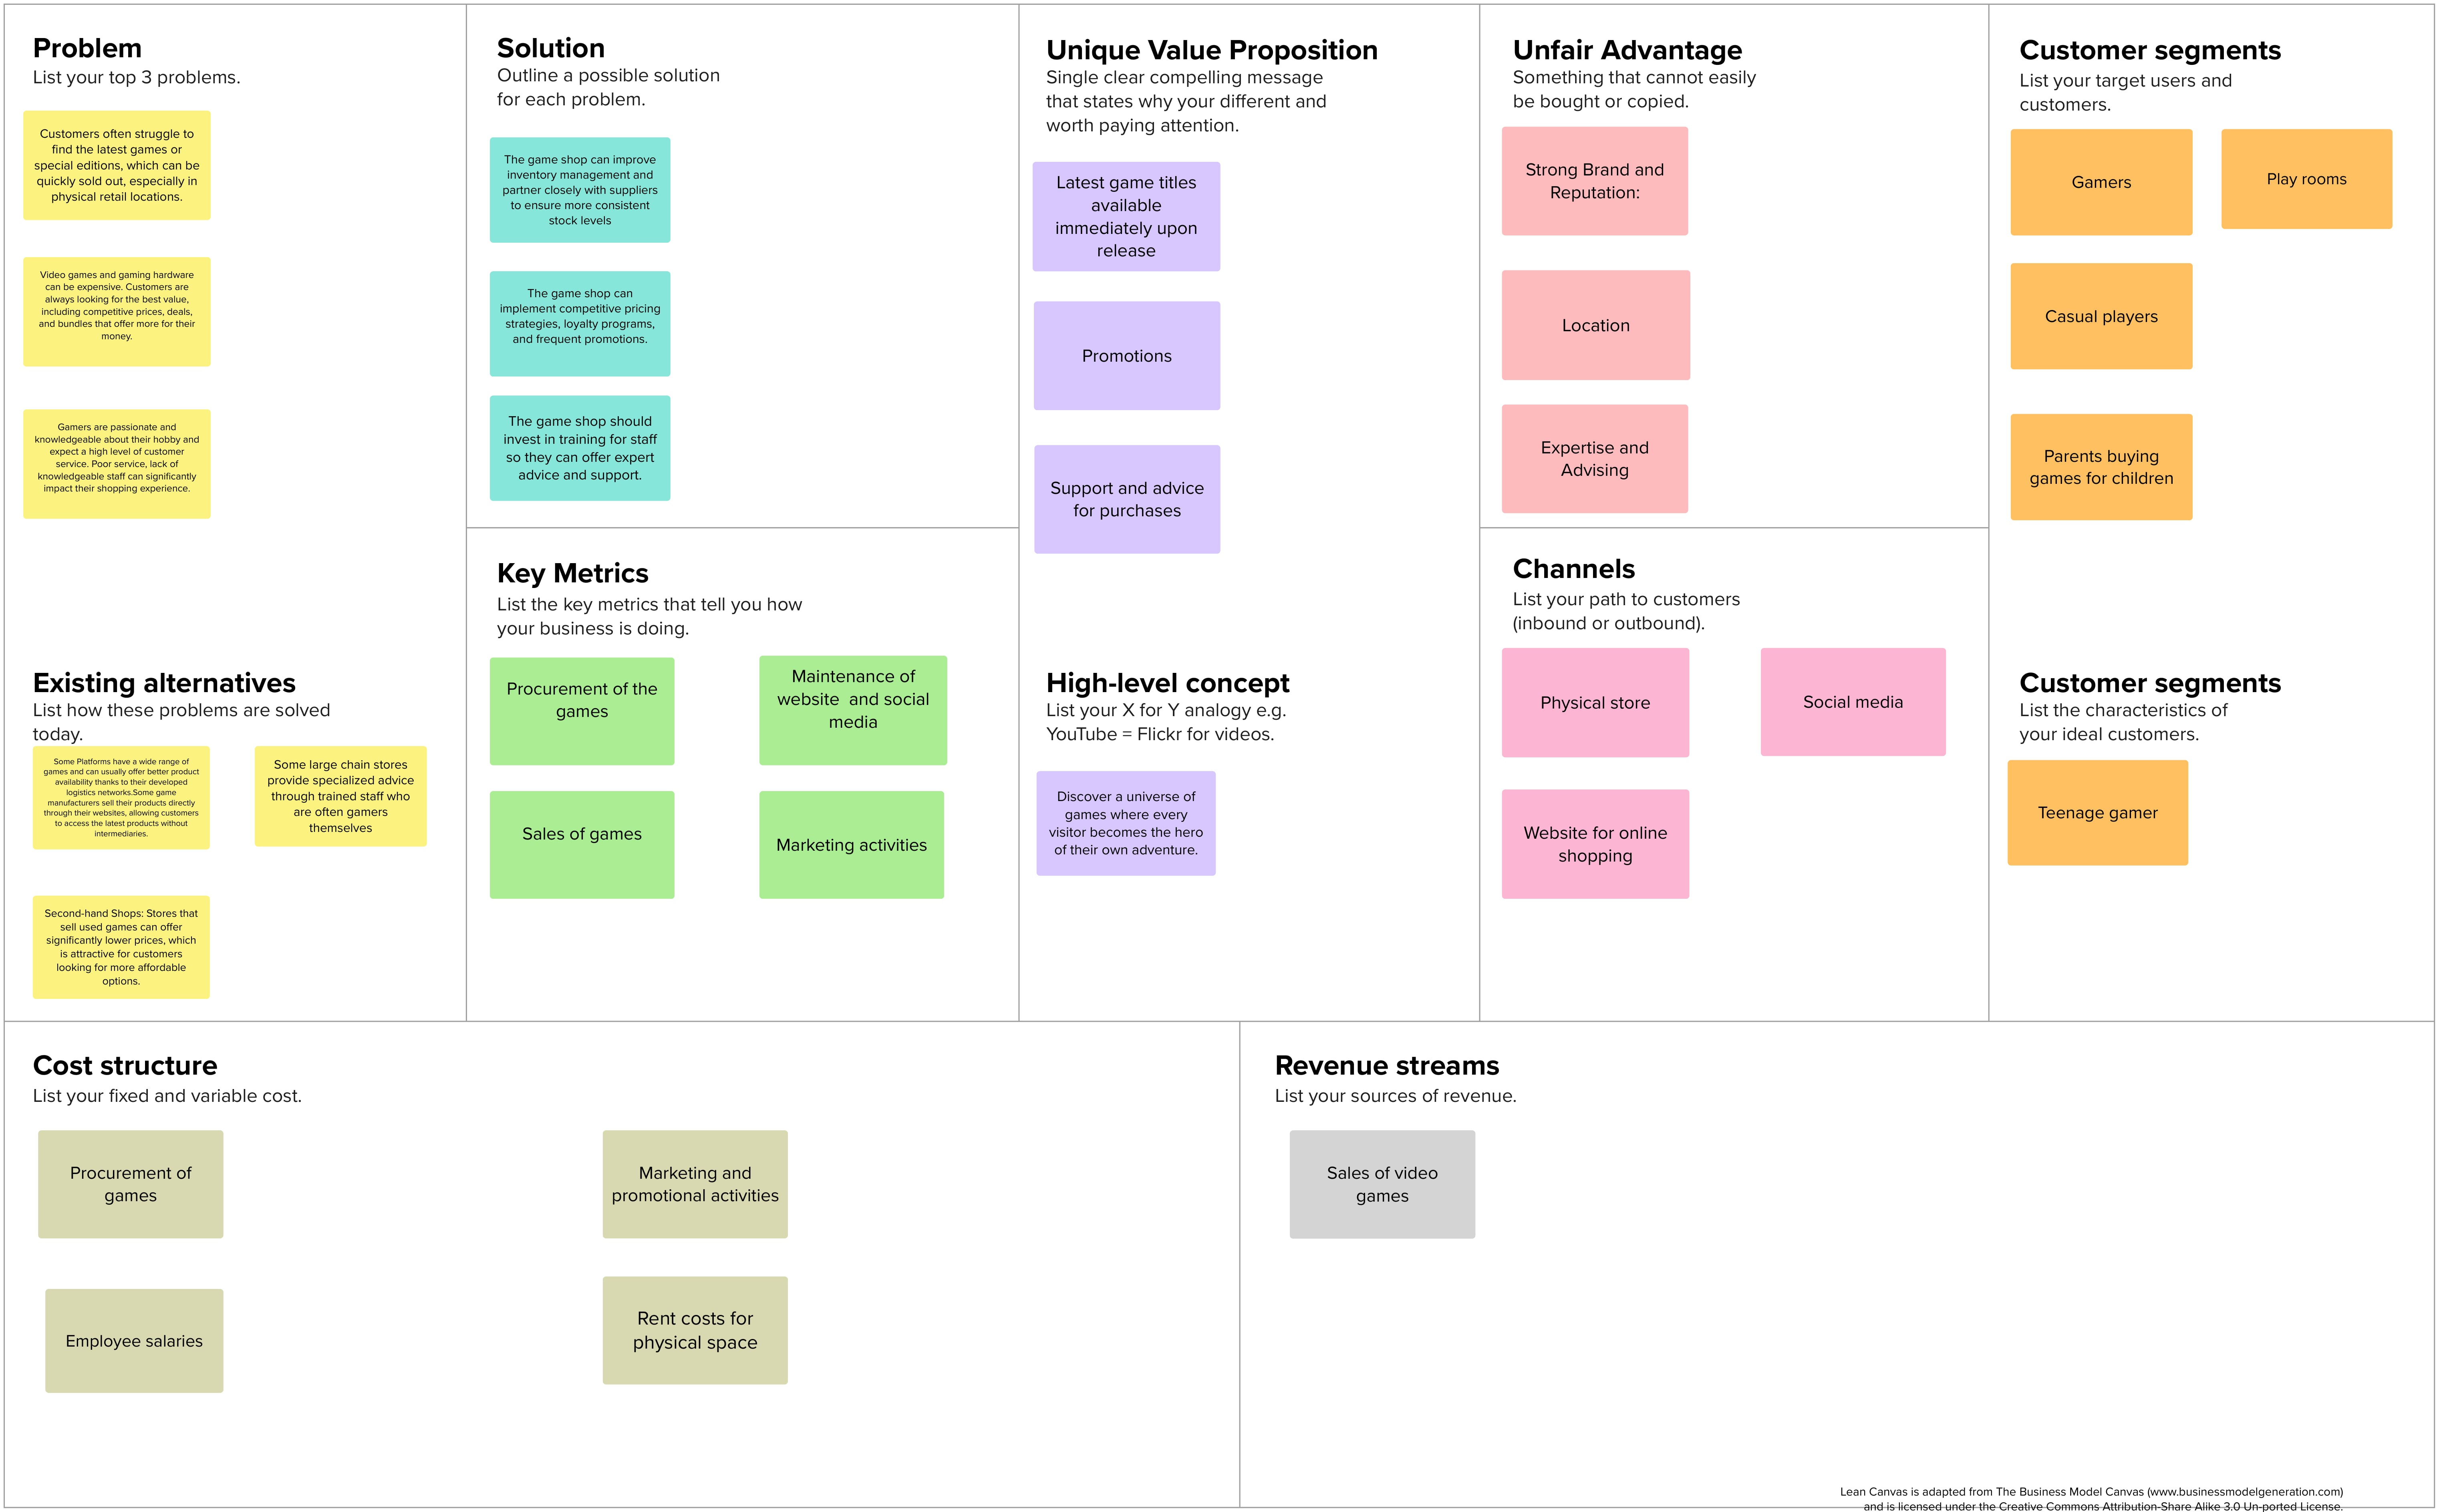 Problem
List your top 3 problems.
Customers often struggle to
find the latest games or
special editions, which can be
quickly sold out, especially in
physical retail locations.
Video games and gaming hardware
can be expensive. Customers are
always looking for the best value,
including competitive prices, deals,
and bundles that offer more for their
money.
Gamers are passionate and
knowledgeable about their hobby and
expect a high level of customer
service. Poor service, lack of
knowledgeable staff can significantly
impact their shopping experience.
Existing alternatives
List how these problems are solved
today.
Some Platforms have a wide range of
games and can usually offer better product
availability thanks to their developed
logistics networks.Some game
manufacturers sell their products directly
through their websites, allowing customers
to access the latest products without
intermediaries.
Some large chain stores
provide specialized advice
through trained staff who
are often gamers
themselves
Second-hand Shops: Stores that
sell used games can offer
significantly lower prices, which
is attractive for customers
looking for more affordable
options.
Solution
Outline a possible solution
for each problem.
The game shop can improve
inventory management and
partner closely with suppliers
to ensure more consistent
stock levels
The game shop can
implement competitive pricing
strategies, loyalty programs,
and frequent promotions.
The game shop should
invest in training for staff
so they can offer expert
advice and support.
Key Metrics
List the key metrics that tell you how
your business is doing.
Procurement of the
games
Maintenance of
website  and social
media
Sales of games
Marketing activities
Unique Value Proposition
Single clear compelling message
that states why your different and
worth paying attention.
Latest game titles
available
immediately upon
release
Promotions
Support and advice
for purchases
High-level concept
List your X for Y analogy e.g.
YouTube = Flickr for videos.
Discover a universe of
games where every
visitor becomes the hero
of their own adventure.
Unfair Advantage
Something that cannot easily
be bought or copied.
Strong Brand and
Reputation:
Location
Expertise and
Advising
Channels
List your path to customers
(inbound or outbound).
Physical store
Social media
Website for online
shopping
Customer segments
List your target users and
customers.
Gamers
Play rooms
Casual players
Parents buying
games for children
Customer segments
List the characteristics of
your ideal customers.
Teenage gamer
Cost structure
List your fixed and variable cost.
Procurement of
games
Marketing and
promotional activities
Employee salaries
Rent costs for
physical space
Revenue streams
List your sources of revenue.
Sales of video
games
Lean Canvas is adapted from The Business Model Canvas (www.businessmodelgeneration.com)
and is licensed under the Creative Commons Attribution-Share Alike 3.0 Un-ported License.